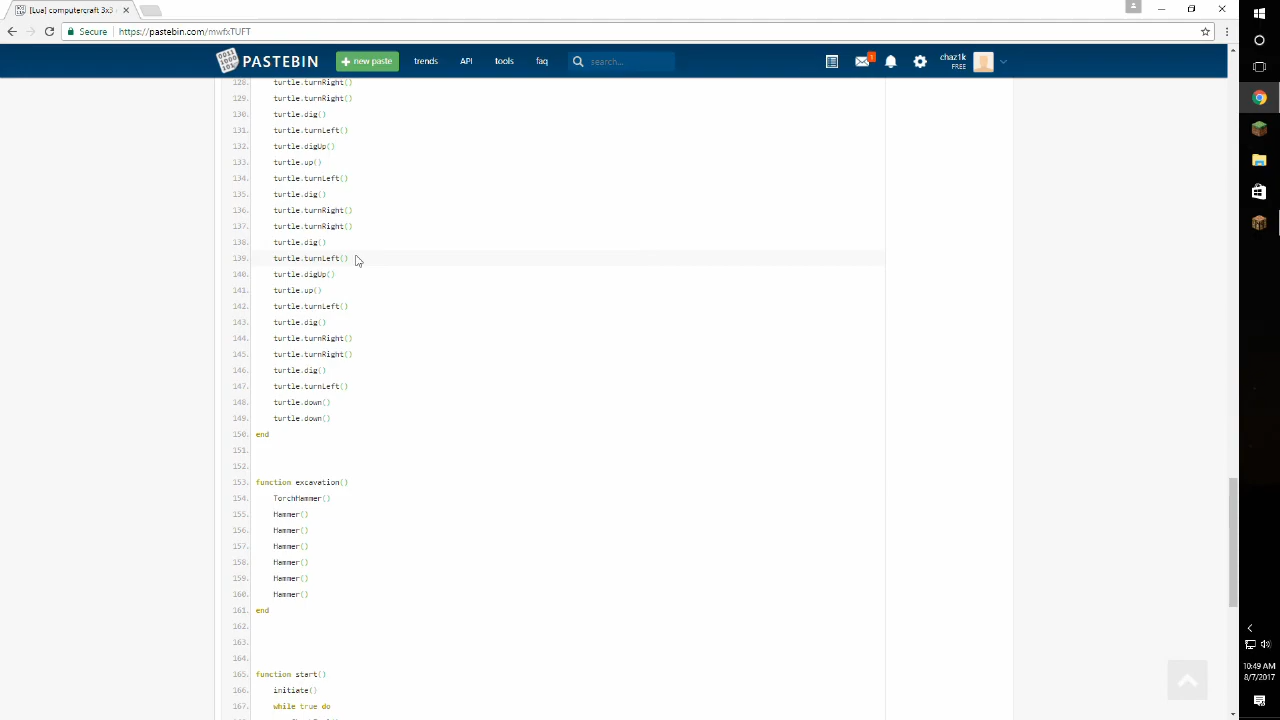 [Lua] computercraft 3x3
Secure https://pastebin.com/mwfxTUFT
PASTEBIN + new paste trends API tools faq search... 1 chaz1k
FREE
128. turtle.turnRight()
129. turtle.turnRight()
130. turtle.dig()
131. turtle.turnLeft()
132. turtle.digUp()
133. turtle.up()
134. turtle.turnLeft()
135. turtle.dig()
136. turtle.turnRight()
137. turtle.turnRight()
138. turtle.dig()
139. turtle.turnLeft()
140. turtle.digUp()
141. turtle.up()
142. turtle.turnLeft()
143. turtle.dig()
144. turtle.turnRight()
145. turtle.turnRight()
146. turtle.dig()
147. turtle.turnLeft()
148. turtle.down()
149. turtle.down()
150. end
151.
152.
153. function excavation()
154. TorchHammer()
155. Hammer()
156. Hammer()
157. Hammer()
158. Hammer()
159. Hammer()
160. Hammer()
161. end
162.
163.
164.
165. function start()
166. initiate()
167. while true do
10:49 AM
8/7/2017